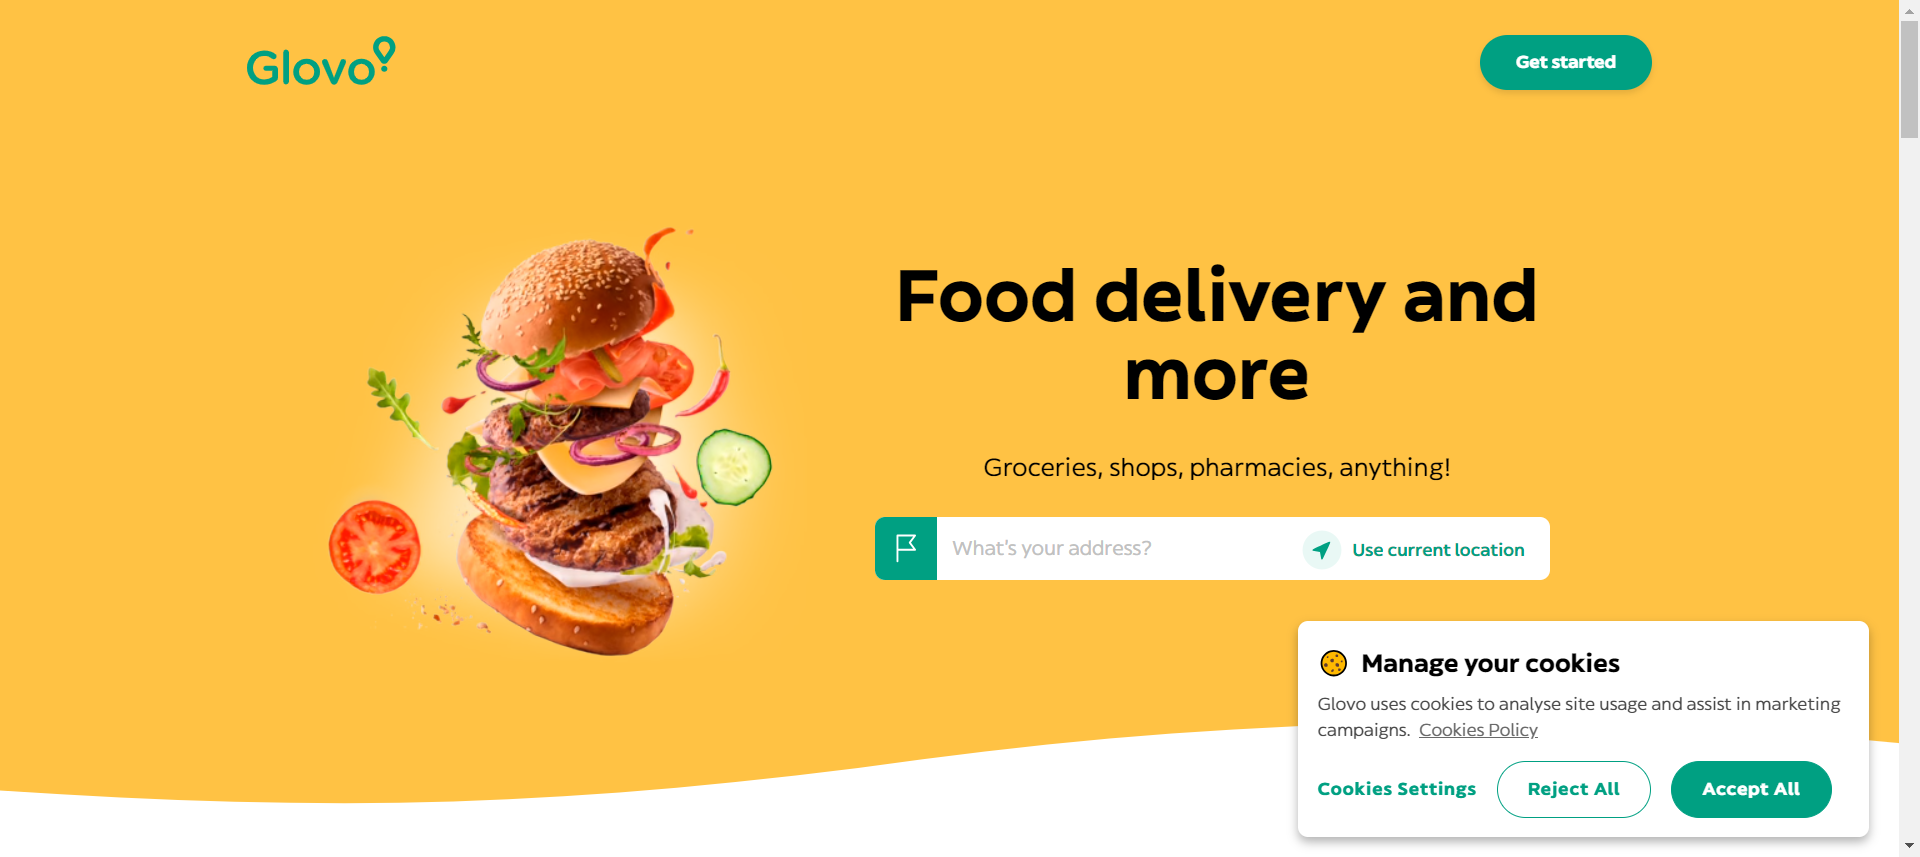 Glovo
Get started
Food delivery and
more
Groceries, shops, pharmacies, anything!
What's your address?
Use current location
Manage your cookies
Glovo uses cookies to analyse site usage and assist in marketing
campaigns. Cookies Policy
Cookies Settings
Reject All
Accept All